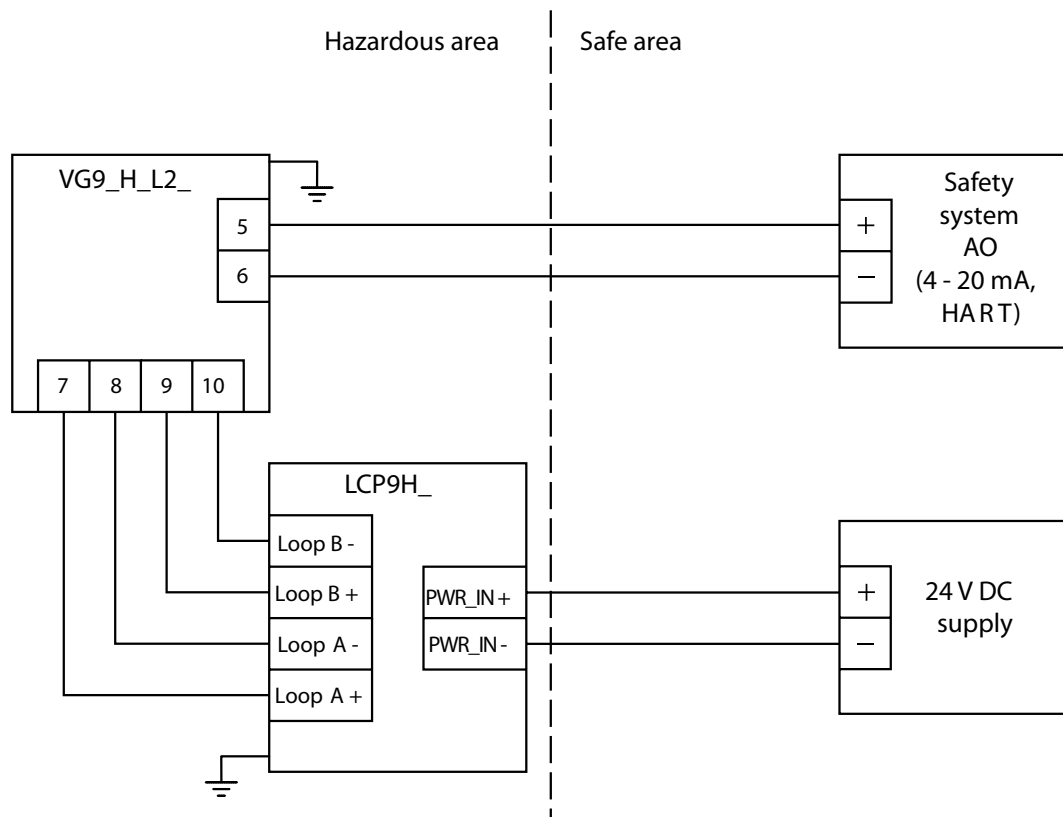 Hazardous area
Safe area
VG9_H_L2_
5
6
7
8
9
10
Safety
system
AO
(4 - 20 mA,
HART)
+
−
LCP9H_
Loop B -
Loop B +
Loop A -
Loop A +
PWR_IN +
PWR_IN -
+
−
24 V DC
supply